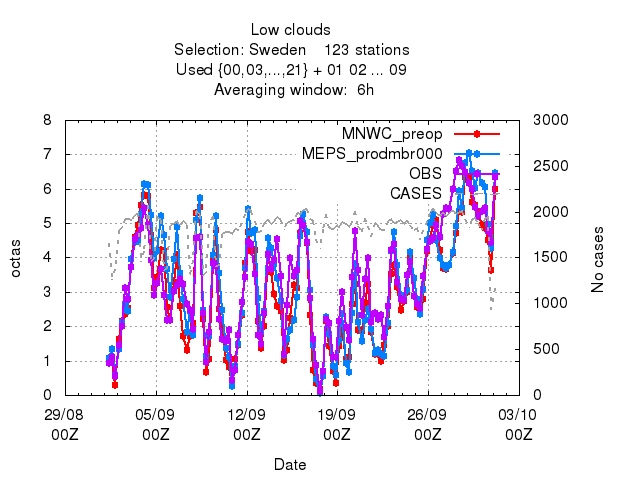 Low clouds
Selection: Sweden    123 stations
Used {00,03,...,21} + 01 02 ... 09
Averaging window:  6h
MNWC_preop
MEPS_prodmbr000
OBS
CASES
octas
8
7
6
5
4
3
2
1
0
No cases
3000
2500
2000
1500
1000
500
0
29/08 05/09 12/09 19/09 26/09 03/10
00Z 00Z 00Z 00Z 00Z 00Z
Date